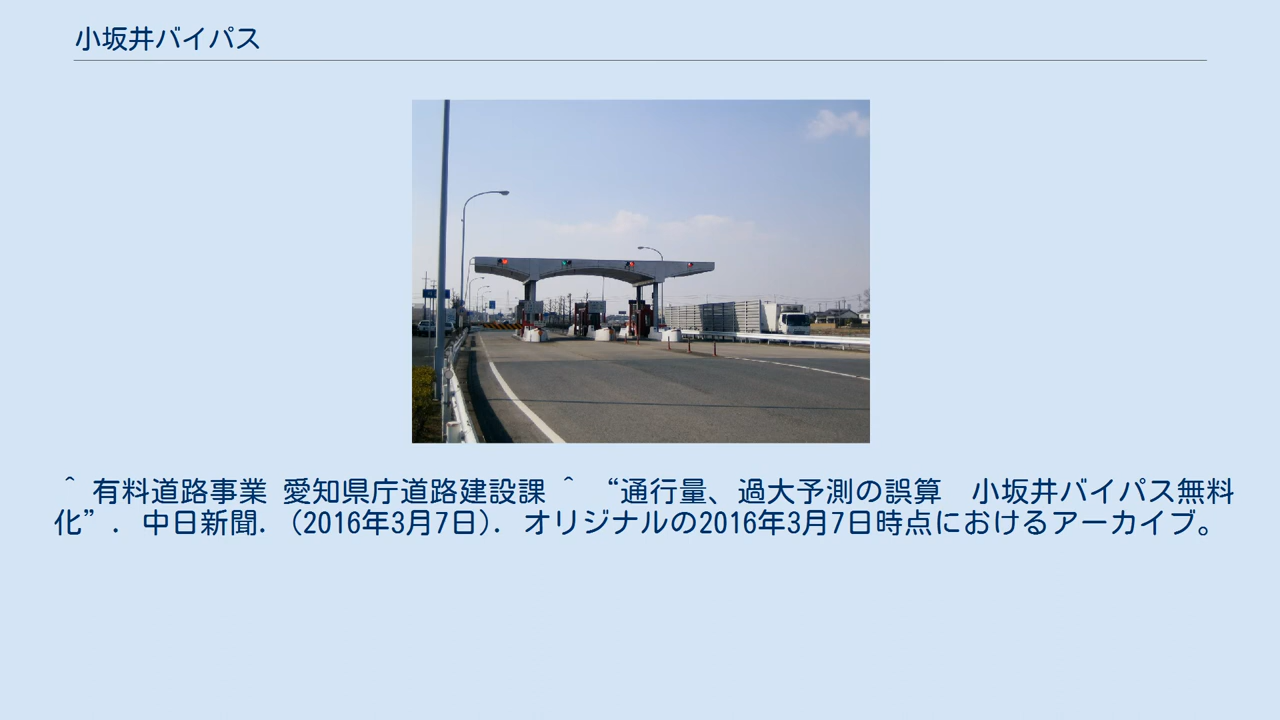 小坂井バイパス
^ 有料道路事業 愛知県庁道路建設課 ^ “通行量、過大予測の誤算　小坂井バイパス無料
化”. 中日新聞. (2016年3月7日). オリジナルの2016年3月7日時点におけるアーカイブ。